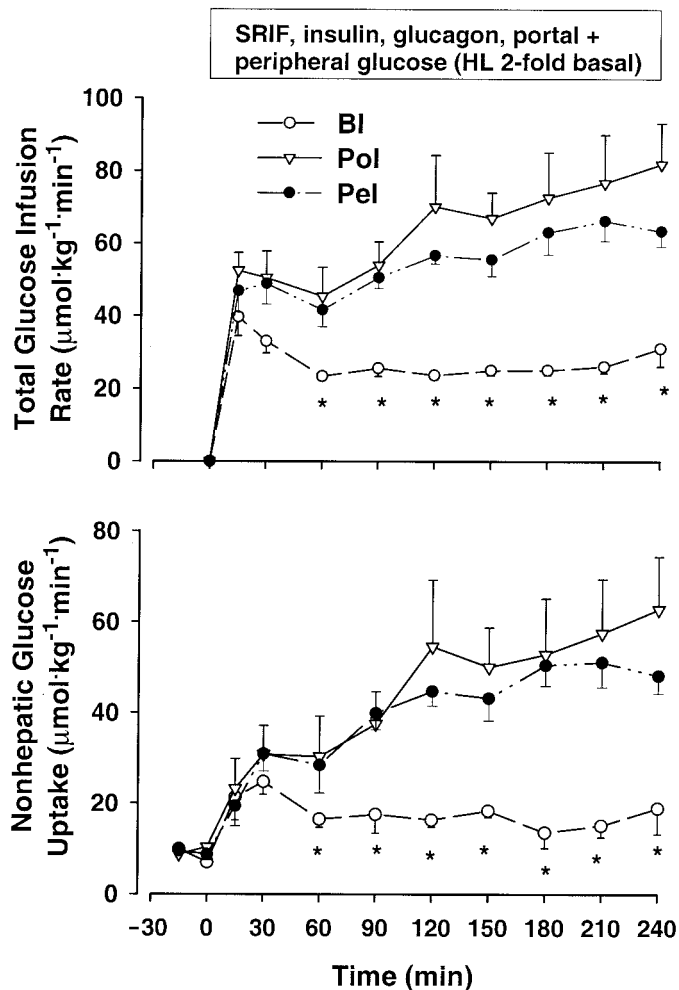 SRIF, insulin, glucagon, portal +
peripheral glucose (HL 2-fold basal)
100
80
60
40
20
0
Total Glucose Infusion
Rate (μmol·kg⁻¹·min⁻¹)
BI
PoI
PeI
*
*
*
*
*
*
*
80
60
40
20
0
Nonhepatic Glucose
Uptake (μmol·kg⁻¹·min⁻¹)
*
*
*
*
*
*
*
−30 0 30 60 90 120 150 180 210 240
Time (min)